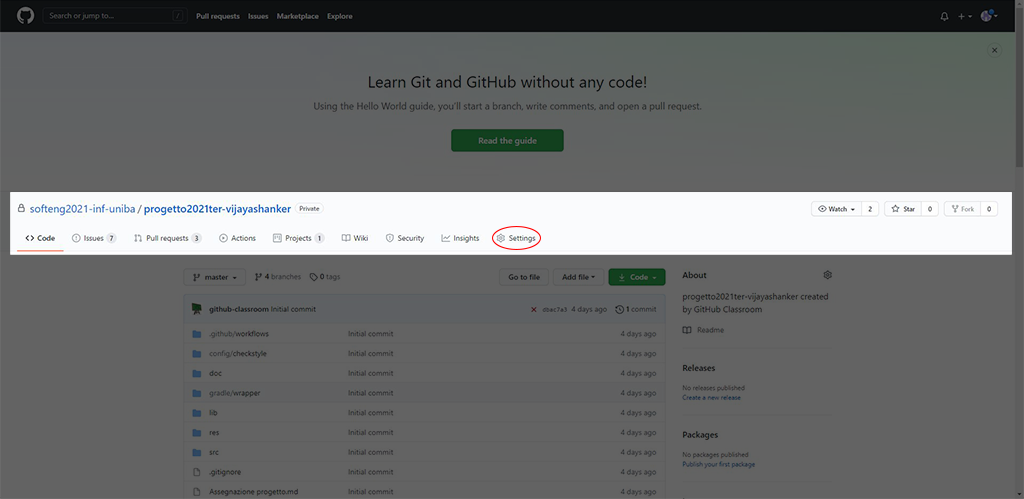 Search or jump to... /
Pull requests Issues Marketplace Explore
Learn Git and GitHub without any code!
Using the Hello World guide, you'll start a branch, write comments, and open a pull request.
Read the guide
softeng2021-inf-uniba / progetto2021ter-vijayashanker Private
Watch 2 Star 0 Fork 0
Code Issues 7 Pull requests 3 Actions Projects 1 Wiki Security Insights Settings
master 4 branches 0 tags Go to file Add file Code
github-classroom Initial commit dbac7a3 4 days ago 1 commit
.github/workflows Initial commit 4 days ago
config/checkstyle Initial commit 4 days ago
doc Initial commit 4 days ago
gradle/wrapper Initial commit 4 days ago
lib Initial commit 4 days ago
res Initial commit 4 days ago
src Initial commit 4 days ago
.gitignore Initial commit 4 days ago
Assegnazione progetto.md Initial commit 4 days ago
About
progetto2021ter-vijayashanker created
by GitHub Classroom
Readme
Releases
No releases published
Create a new release
Packages
No packages published
Publish your first package